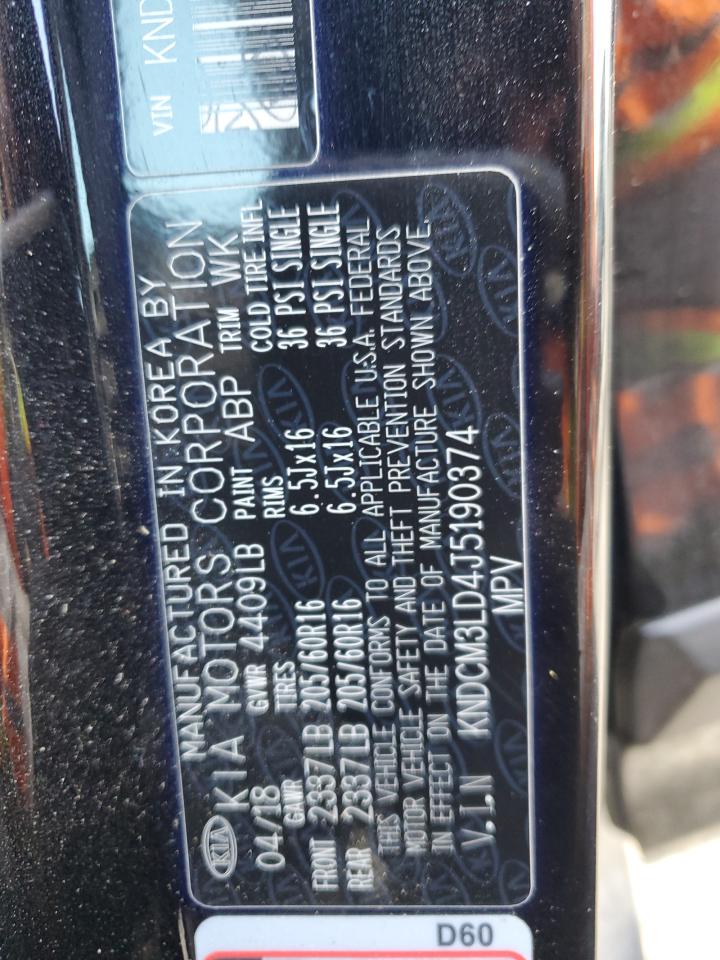 VIN KND
MANUFACTURED IN KOREA BY
KIA KIA MOTORS CORPORATION
04/18 GVWR 4409LB PAINT ABP TRIM WK
GAWR TIRES RIMS COLD TIRE INFL
FRONT 2337LB 205/60R16 6.5Jx16 36 PSI SINGLE
REAR 2337LB 205/60R16 6.5Jx16 36 PSI SINGLE
THIS VEHICLE CONFORMS TO ALL APPLICABLE U.S.A. FEDERAL
MOTOR VEHICLE SAFETY AND THEFT PREVENTION STANDARDS
IN EFFECT ON THE DATE OF MANUFACTURE SHOWN ABOVE.
V.I.N KNDCM3LD4J5190374
MPV
D60